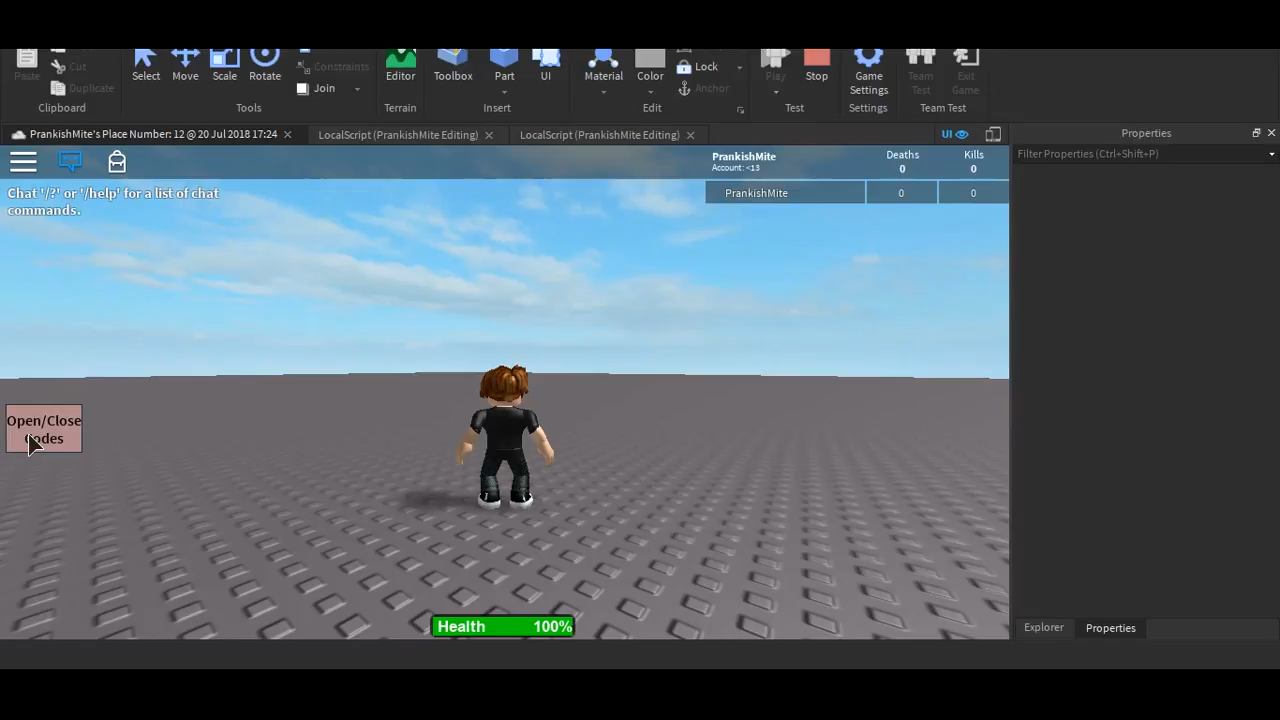 Paste
Cut
Duplicate
Clipboard
Select
Move
Scale
Rotate
Constraints
Join
Tools
Editor
Terrain
Toolbox
Part
UI
Insert
Material
Color
Lock
Anchor
Edit
Play
Stop
Test
Game
Settings
Settings
Team
Test
Exit
Game
Team Test
PrankishMite's Place Number: 12 @ 20 Jul 2018 17:24
LocalScript (PrankishMite Editing)
LocalScript (PrankishMite Editing)
UI
Properties
Filter Properties (Ctrl+Shift+P)
PrankishMite
Account: <13
Deaths
0
Kills
0
PrankishMite 0 0
Chat '/?' or '/help' for a list of chat
commands.
Open/Close
Codes
Health 100%
Explorer
Properties